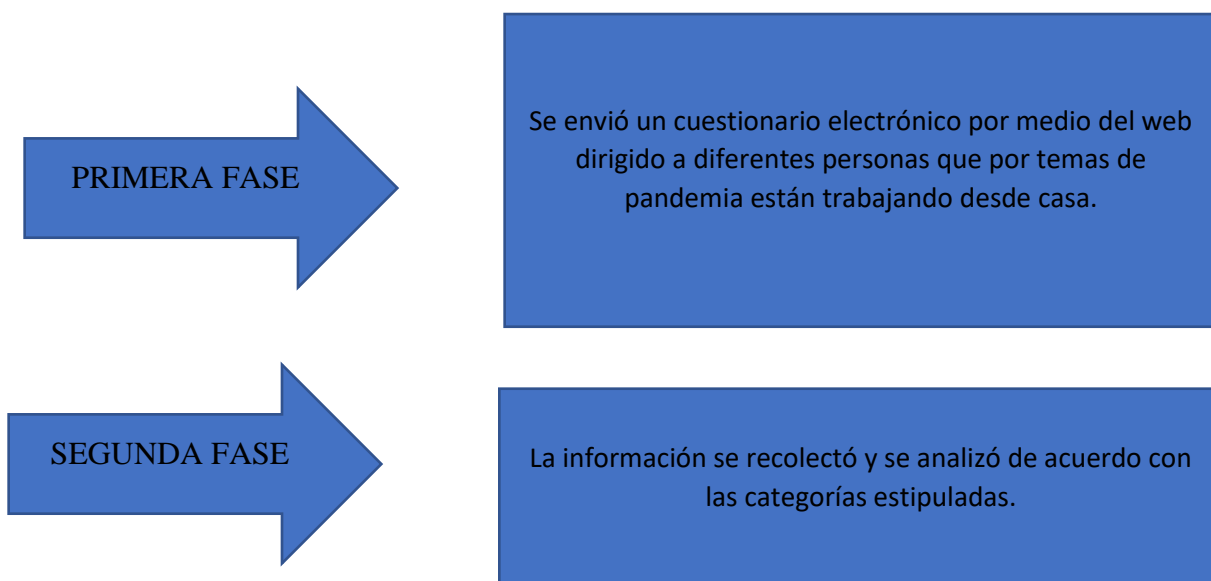 PRIMERA FASE
Se envió un cuestionario electrónico por medio del web
dirigido a diferentes personas que por temas de
pandemia están trabajando desde casa.
SEGUNDA FASE
La información se recolectó y se analizó de acuerdo con
las categorías estipuladas.